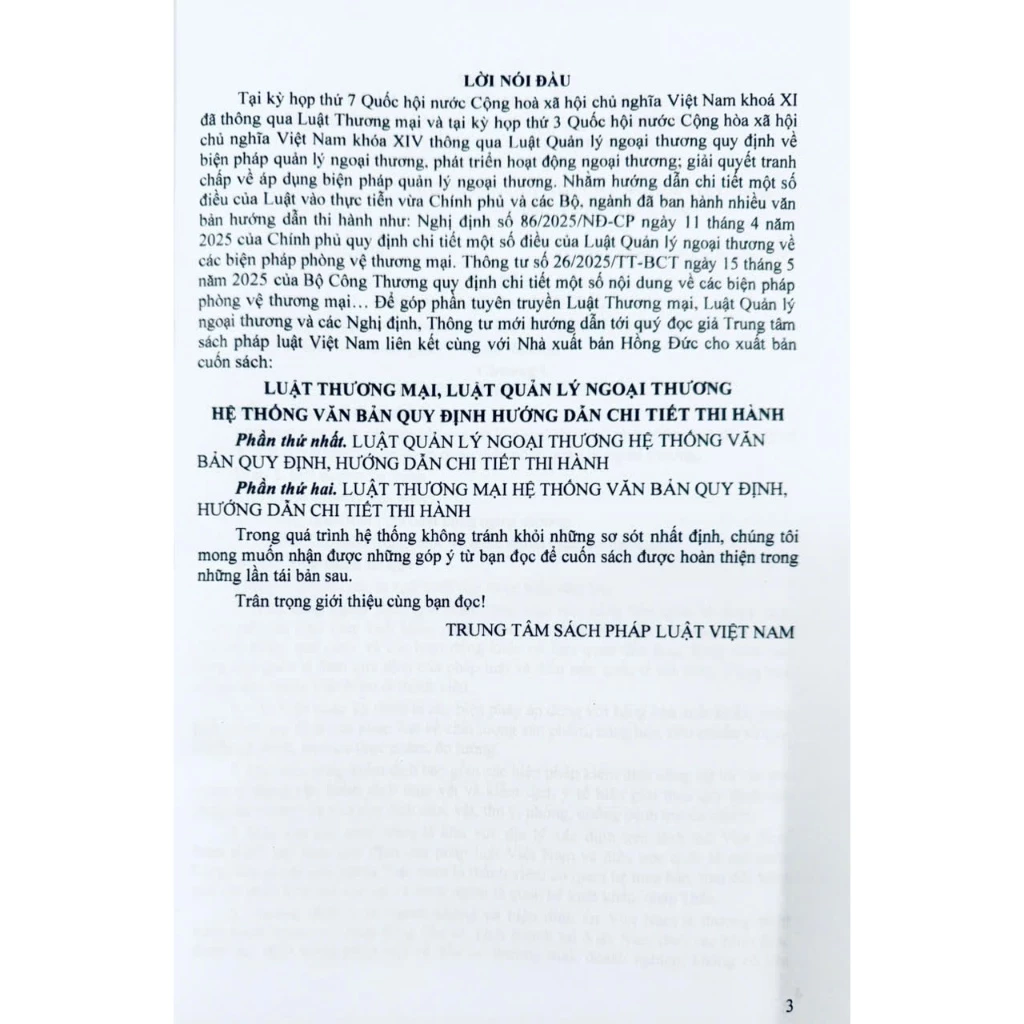 LỜI NÓI ĐẦU
Tại kỳ họp thứ 7 Quốc hội nước Cộng hoà xã hội chủ nghĩa Việt Nam khoá XI
đã thông qua Luật Thương mại và tại kỳ họp thứ 3 Quốc hội nước Cộng hòa xã hội
chủ nghĩa Việt Nam khóa XIV thông qua Luật Quản lý ngoại thương quy định về
biện pháp quản lý ngoại thương, phát triển hoạt động ngoại thương; giải quyết tranh
chấp về áp dụng biện pháp quản lý ngoại thương. Nhằm hướng dẫn chi tiết một số
điều của Luật vào thực tiễn vừa Chính phủ và các Bộ, ngành đã ban hành nhiều văn
bản hướng dẫn thi hành như: Nghị định số 86/2025/NĐ-CP ngày 11 tháng 4 năm
2025 của Chính phủ quy định chi tiết một số điều của Luật Quản lý ngoại thương về
các biện pháp phòng vệ thương mại. Thông tư số 26/2025/TT-BCT ngày 15 tháng 5
năm 2025 của Bộ Công Thương quy định chi tiết một số nội dung về các biện pháp
phòng vệ thương mại… Để góp phần tuyên truyền Luật Thương mại, Luật Quản lý
ngoại thương và các Nghị định, Thông tư mới hướng dẫn tới quý đọc giả Trung tâm
sách pháp luật Việt Nam liên kết cùng với Nhà xuất bản Hồng Đức cho xuất bản
cuốn sách:
LUẬT THƯƠNG MẠI, LUẬT QUẢN LÝ NGOẠI THƯƠNG
HỆ THỐNG VĂN BẢN QUY ĐỊNH HƯỚNG DẪN CHI TIẾT THI HÀNH
Phần thứ nhất. LUẬT QUẢN LÝ NGOẠI THƯƠNG HỆ THỐNG VĂN
BẢN QUY ĐỊNH, HƯỚNG DẪN CHI TIẾT THI HÀNH
Phần thứ hai. LUẬT THƯƠNG MẠI HỆ THỐNG VĂN BẢN QUY ĐỊNH,
HƯỚNG DẪN CHI TIẾT THI HÀNH
Trong quá trình hệ thống không tránh khỏi những sơ sót nhất định, chúng tôi
mong muốn nhận được những góp ý từ bạn đọc để cuốn sách được hoàn thiện trong
những lần tái bản sau.
Trân trọng giới thiệu cùng bạn đọc!
TRUNG TÂM SÁCH PHÁP LUẬT VIỆT NAM
3